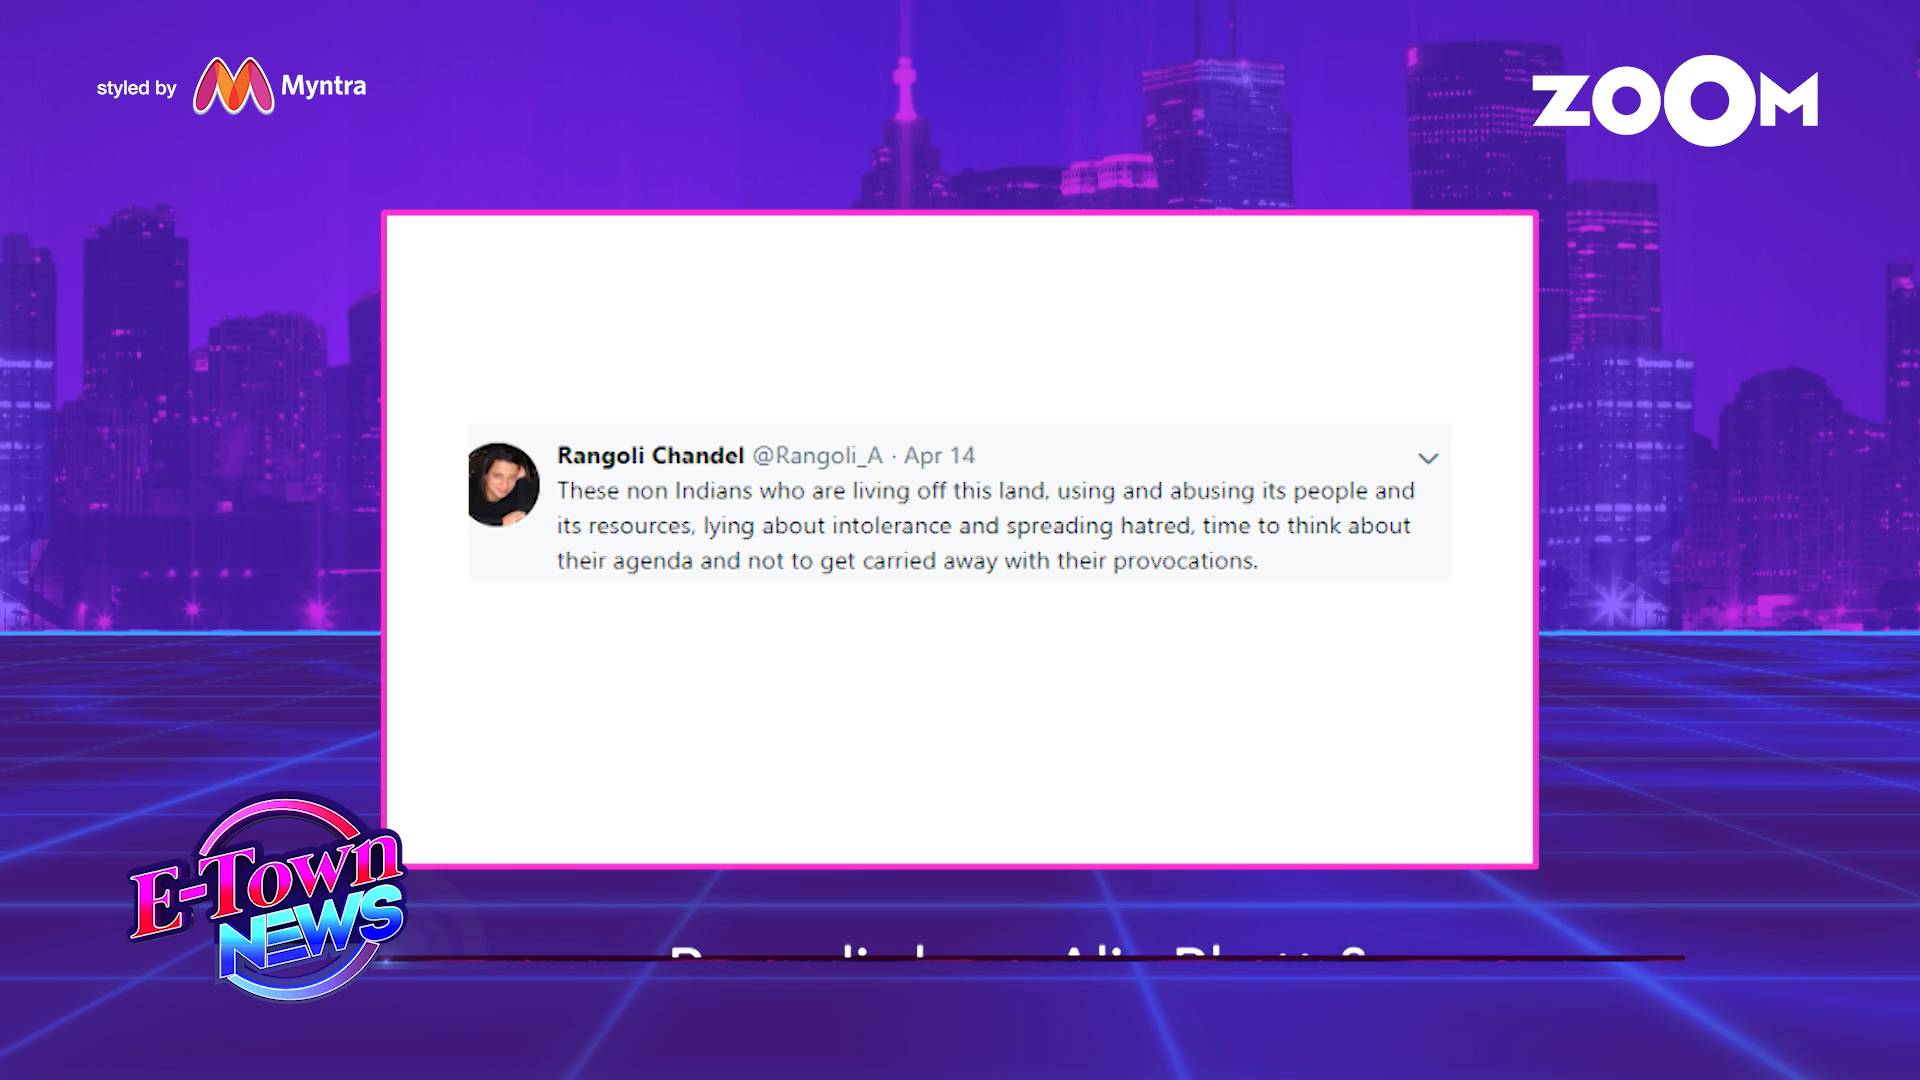 styled by Myntra
ZOOM
Rangoli Chandel @Rangoli_A · Apr 14
These non Indians who are living off this land, using and abusing its people and
its resources, lying about intolerance and spreading hatred, time to think about
their agenda and not to get carried away with their provocations.
E-Town
NEWS